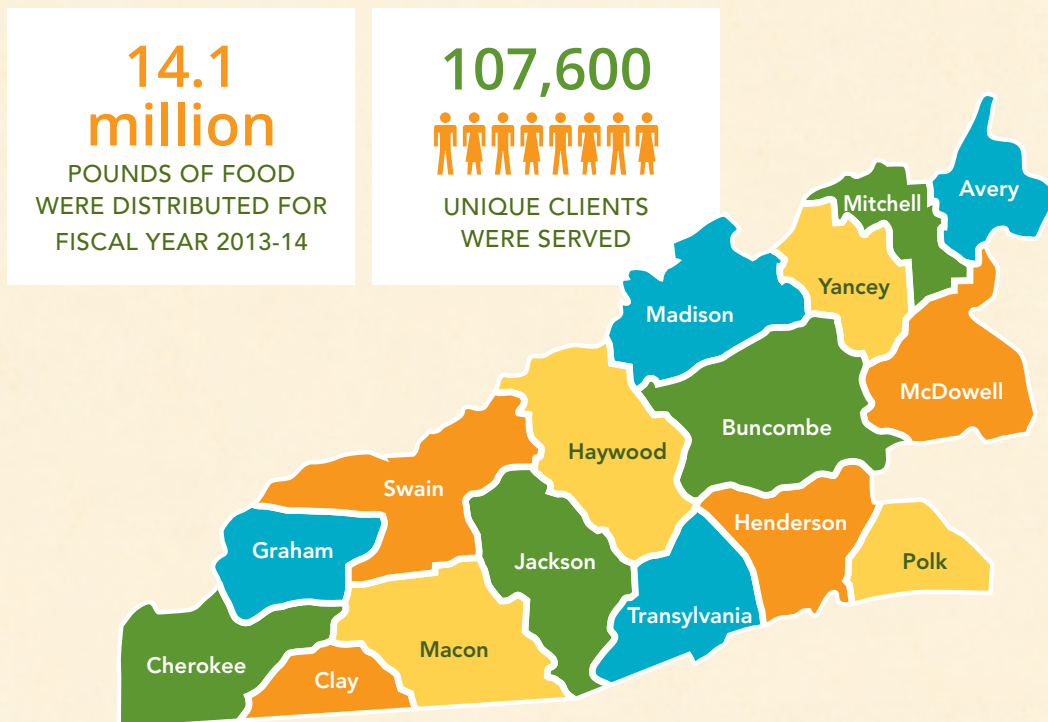 14.1
million
POUNDS OF FOOD
WERE DISTRIBUTED FOR
FISCAL YEAR 2013-14
107,600
UNIQUE CLIENTS
WERE SERVED
Avery
Mitchell
Yancey
Madison
McDowell
Buncombe
Haywood
Swain
Henderson
Graham
Jackson
Polk
Transylvania
Macon
Cherokee
Clay